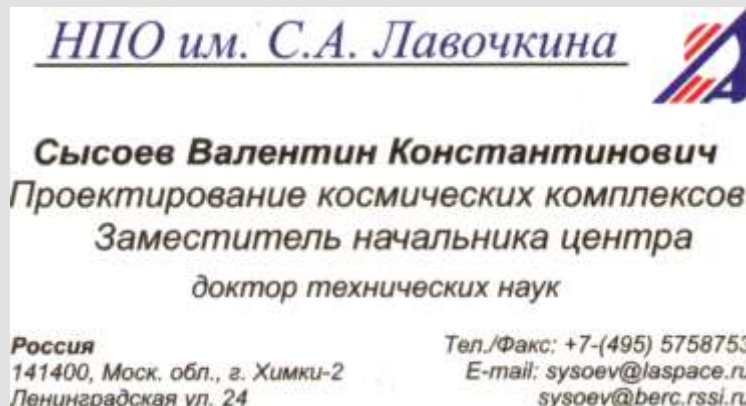 НПО им. С.А. Лавочкина
Сысоев Валентин Константинович
Проектирование космических комплексов
Заместитель начальника центра
доктор технических наук
Россия
141400, Моск. обл., г. Химки-2
Ленинградская ул. 24
Тел./Факс: +7-(495) 5758753
E-mail: sysoev@laspace.ru
sysoev@berc.rssi.ru